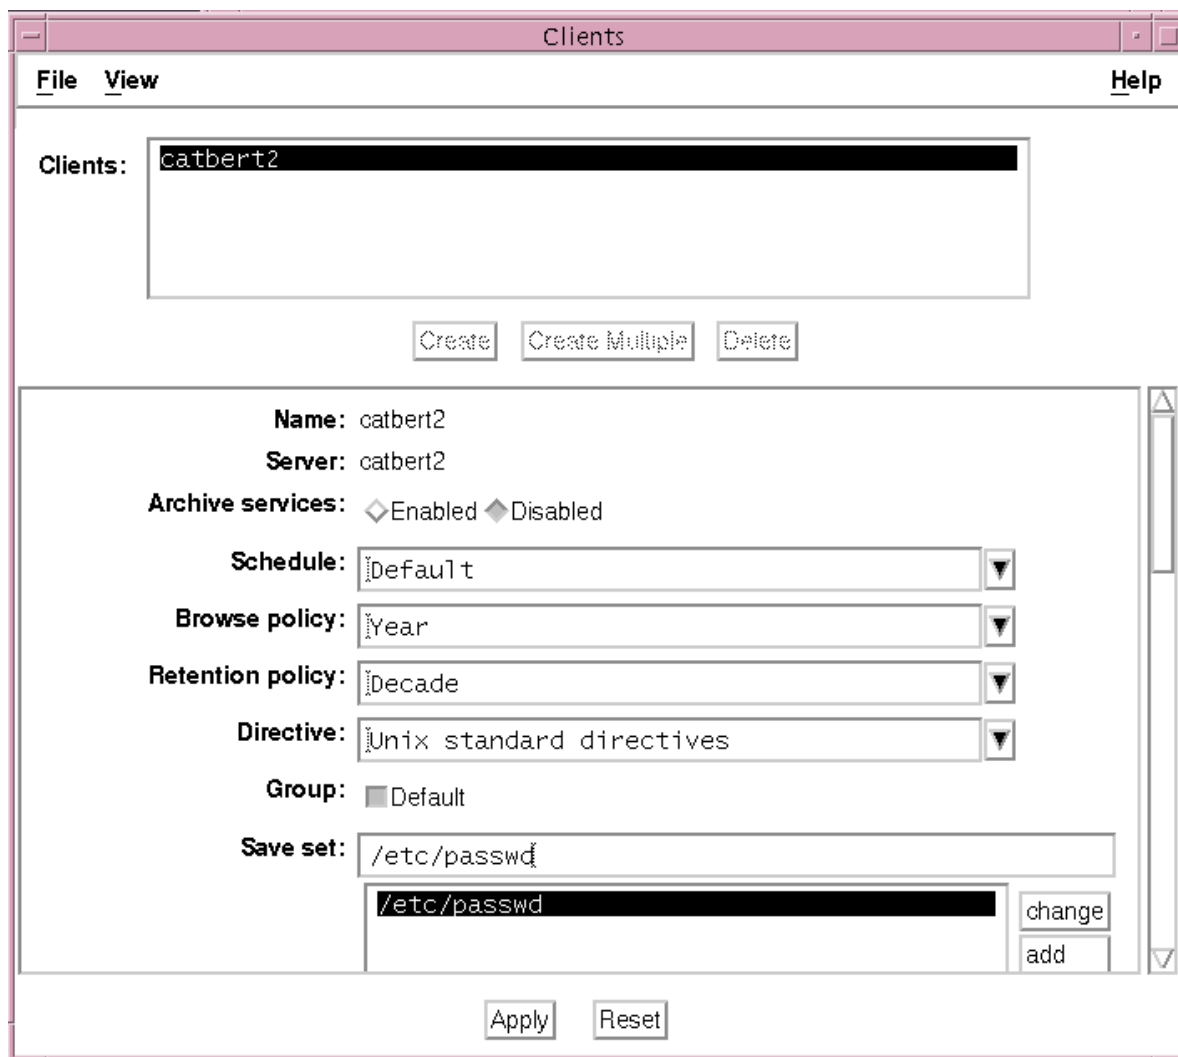 Clients
File View Help
Clients: catbert2
Create Create Multiple Delete
Name: catbert2
Server: catbert2
Archive services: Enabled Disabled
Schedule: Default
Browse policy: Year
Retention policy: Decade
Directive: Unix standard directives
Group: Default
Save set: /etc/passwd
/etc/passwd change
add
Apply Reset